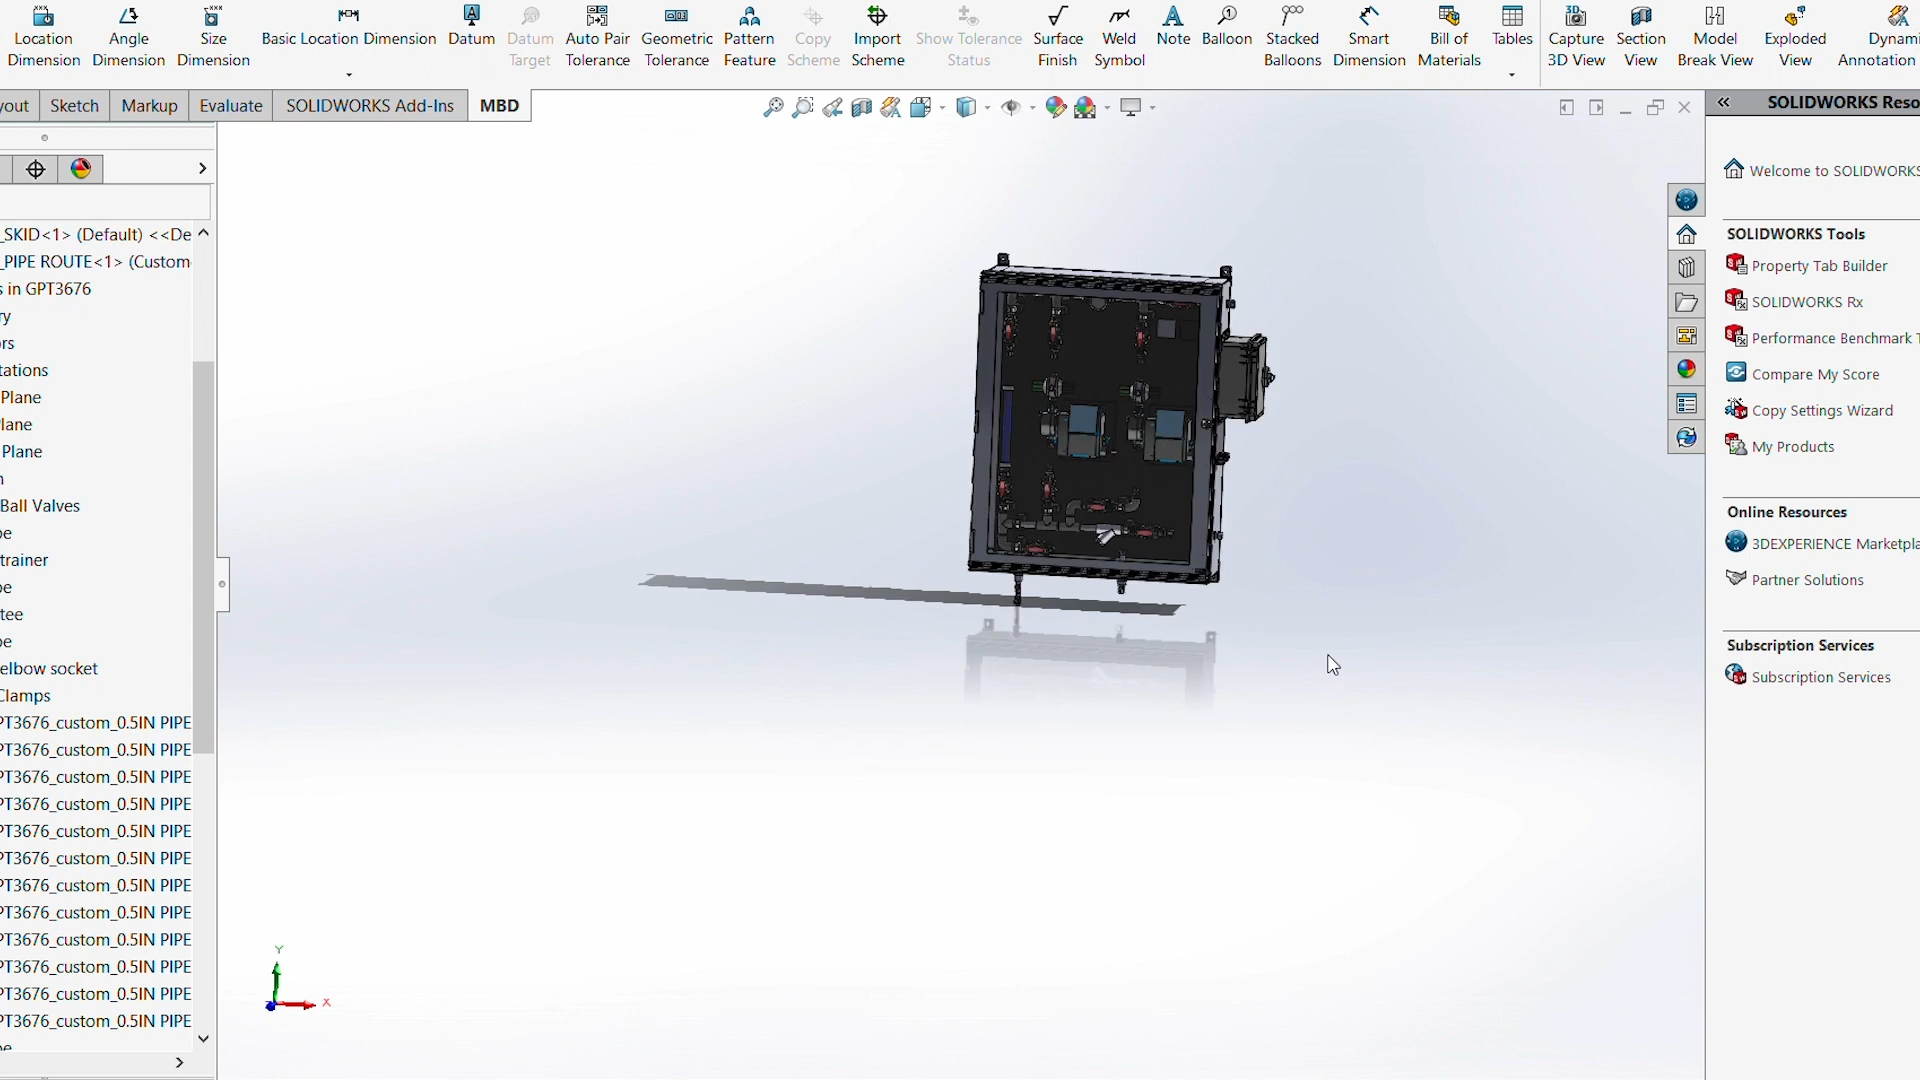 Location Dimension
Angle Dimension
Size Dimension
Basic Location Dimension
Datum
Datum Target
Auto Pair Tolerance
Geometric Tolerance
Pattern Feature
Copy Scheme
Import Scheme
Show Tolerance Status
Surface Finish
Weld Symbol
Note
Balloon
Stacked Balloons
Smart Dimension
Bill of Materials
Tables
Capture 3D View
Section View
Model Break View
Exploded View
Dynami
Annotation
yout
Sketch
Markup
Evaluate
SOLIDWORKS Add-Ins
MBD
_SKID<1> (Default) <<De
_PIPE ROUTE<1> (Custom
s in GPT3676
ry
rs
tations
Plane
lane
Plane
n
Ball Valves
pe
trainer
pe
tee
pe
elbow socket
Clamps
PT3676_custom_0.5IN PIPE
PT3676_custom_0.5IN PIPE
PT3676_custom_0.5IN PIPE
PT3676_custom_0.5IN PIPE
PT3676_custom_0.5IN PIPE
PT3676_custom_0.5IN PIPE
PT3676_custom_0.5IN PIPE
PT3676_custom_0.5IN PIPE
PT3676_custom_0.5IN PIPE
PT3676_custom_0.5IN PIPE
PT3676_custom_0.5IN PIPE
PT3676_custom_0.5IN PIPE
Y
X
SOLIDWORKS Reso
Welcome to SOLIDWORKS
SOLIDWORKS Tools
Property Tab Builder
SOLIDWORKS Rx
Performance Benchmark T
Compare My Score
Copy Settings Wizard
My Products
Online Resources
3DEXPERIENCE Marketpla
Partner Solutions
Subscription Services
Subscription Services